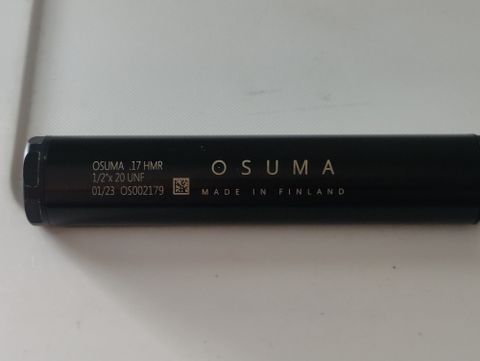 OSUMA .17 HMR
1/2"x 20 UNF
01/23 OS002179
OSUMA
MADE IN FINLAND